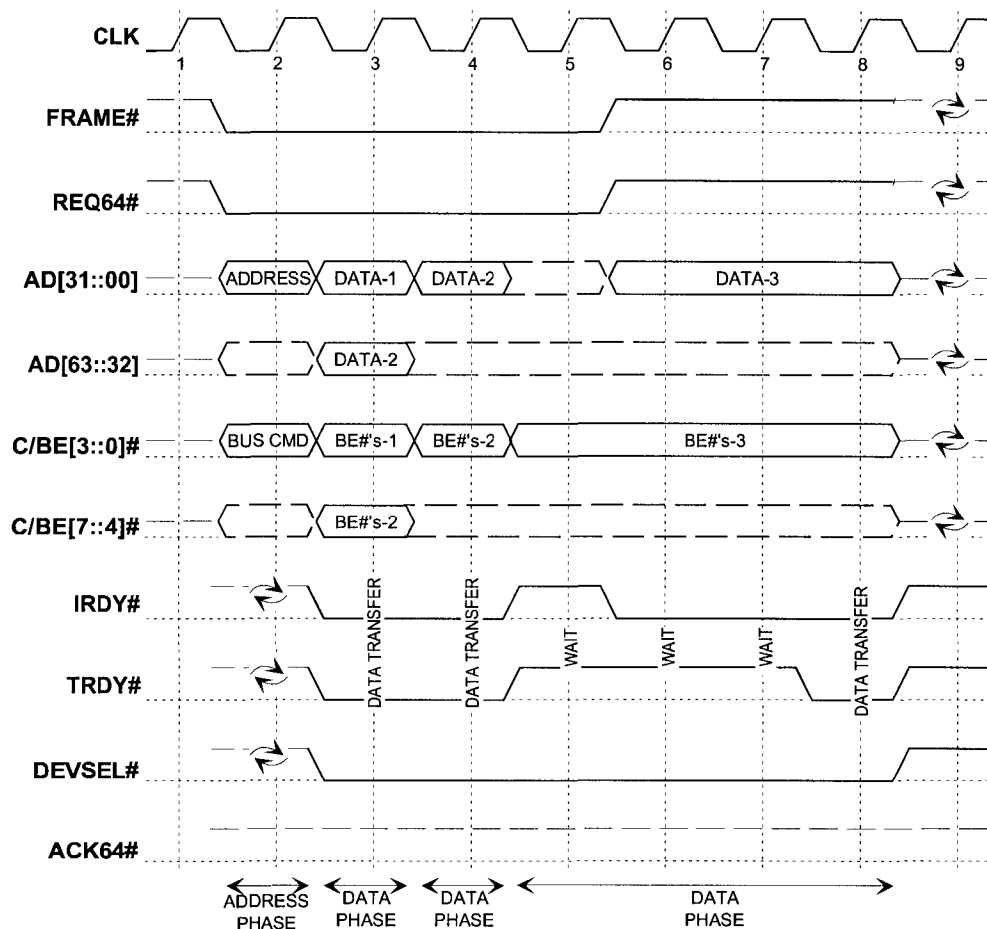 CLK
1 2 3 4 5 6 7 8 9
FRAME#
REQ64#
AD[31::00]
ADDRESS DATA-1 DATA-2 DATA-3
AD[63::32]
DATA-2
C/BE[3::0]#
BUS CMD BE#'s-1 BE#'s-2 BE#'s-3
C/BE[7::4]#
BE#'s-2
IRDY#
DATA TRANSFER
DATA TRANSFER
WAIT
WAIT
WAIT
DATA TRANSFER
TRDY#
DEVSEL#
ACK64#
ADDRESS
PHASE
DATA
PHASE
DATA
PHASE
DATA
PHASE